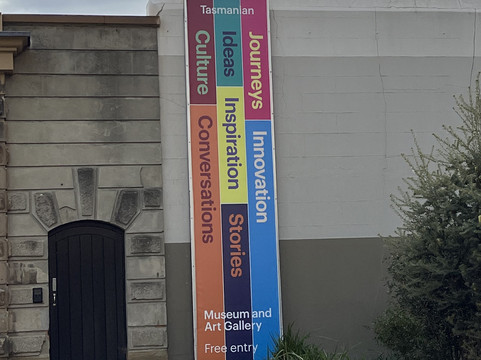 Tasmanian
Culture
Ideas
Journeys
Conversations
Inspiration
Innovation
Stories
Museum and
Art Gallery
Free entry